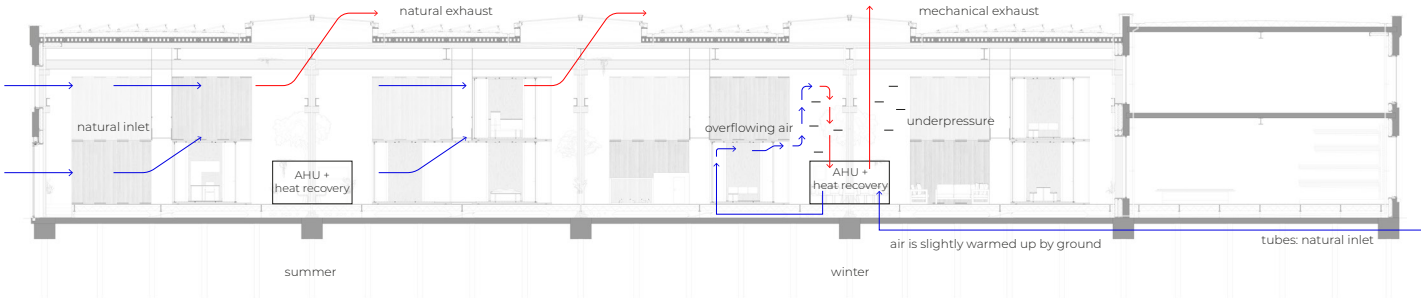 natural exhaust
mechanical exhaust
natural inlet
overflowing air
underpressure
AHU +
heat recovery
AHU +
heat recovery
air is slightly warmed up by ground
tubes: natural inlet
summer
winter